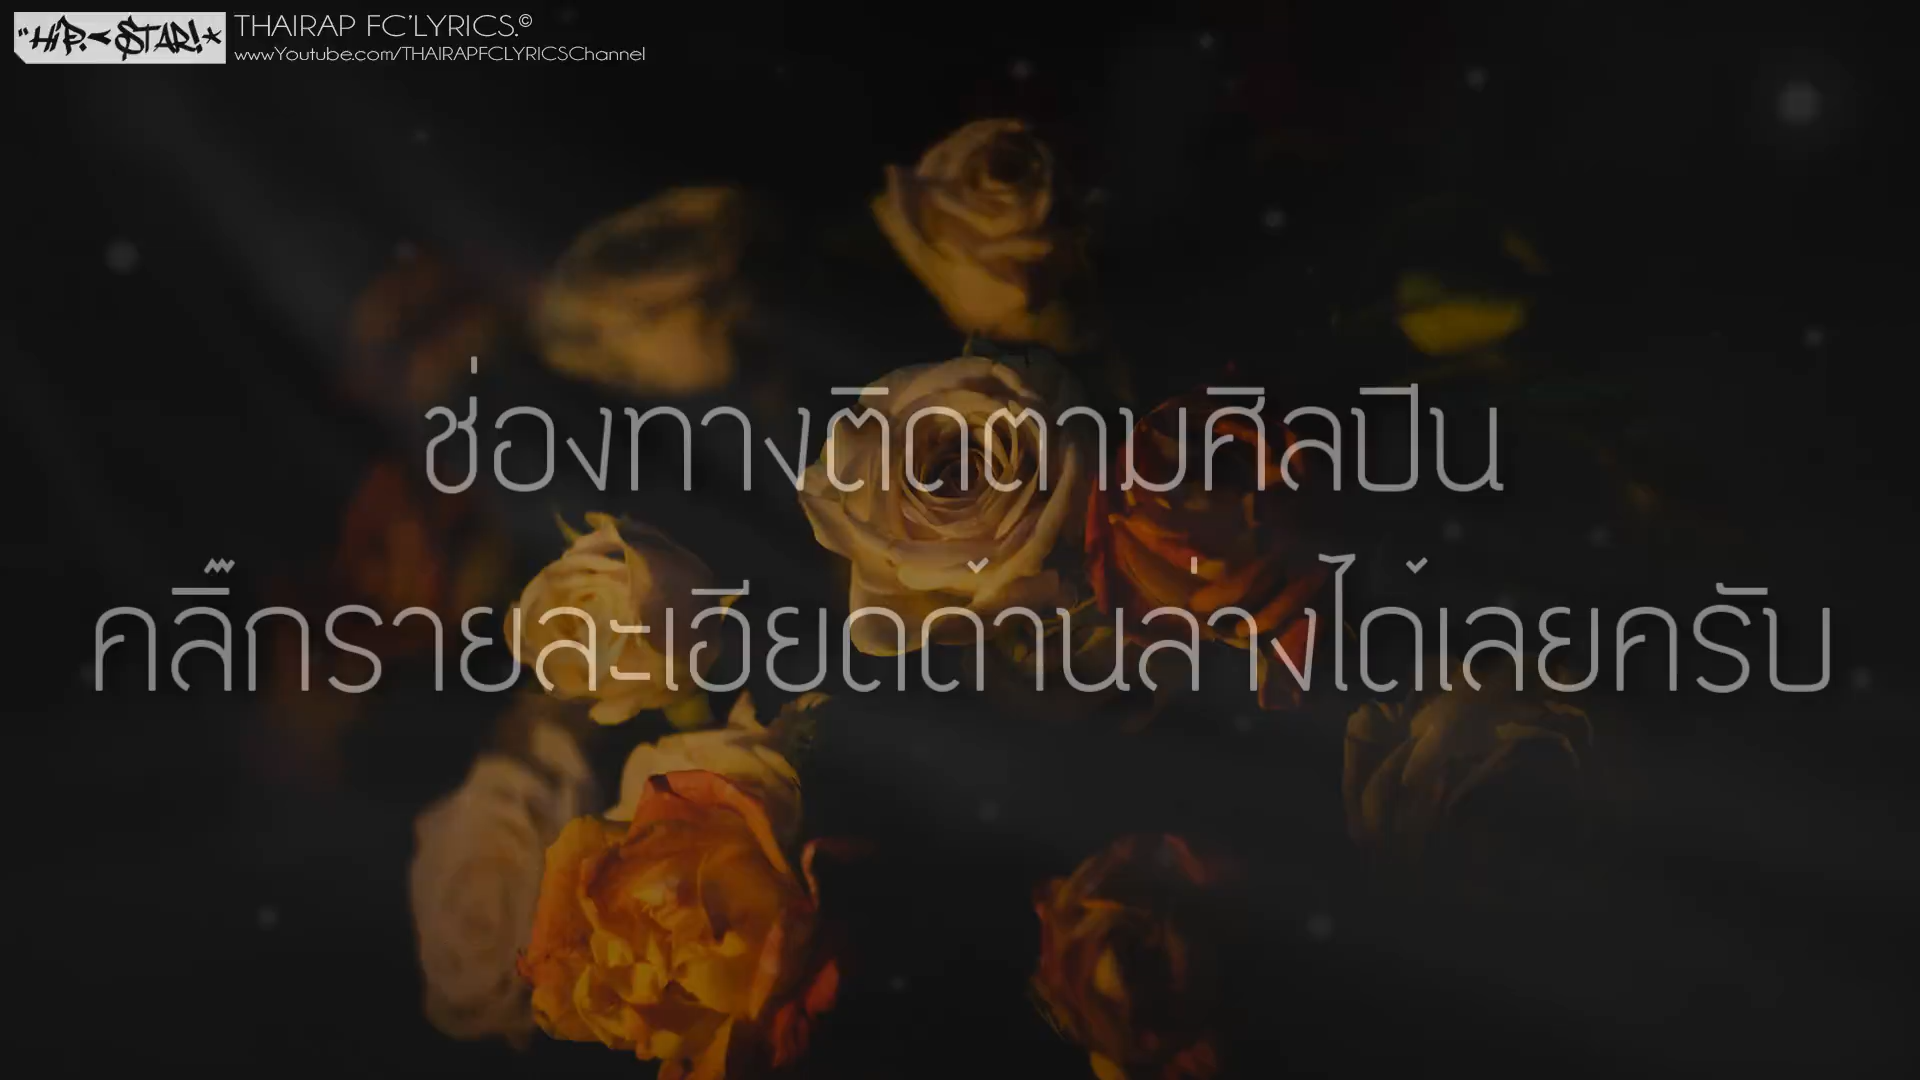 "HIP-STAR!
THAIRAP FC'LYRICS.©
wwwYoutube.com/THAIRAPFCLYRICSChannel
ช่องทางติดตามศิลปิน
คลิ๊กรายละเอียดด้านล่างได้เลยครับ